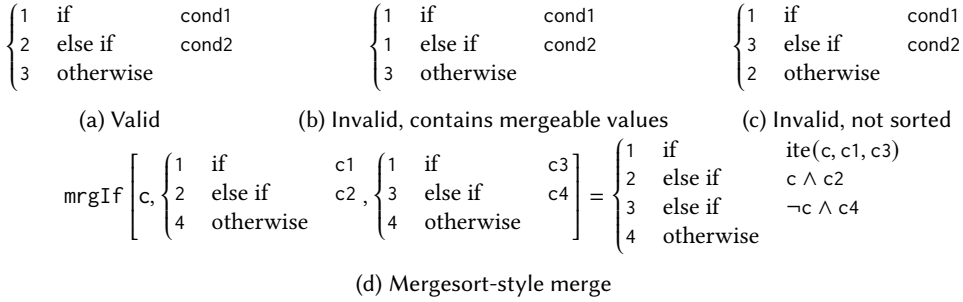 1 if cond1 1 if cond1 1 if cond1
2 else if cond2 1 else if cond2 3 else if cond2
3 otherwise 3 otherwise 2 otherwise
(a) Valid (b) Invalid, contains mergeable values (c) Invalid, not sorted
1 if c1 1 if c3 1 if ite(c, c1, c3)
mrgIf [c, { 2 else if c2 , { 3 else if c4 ] = { 2 else if c ∧ c2
4 otherwise 4 otherwise 3 else if ¬c ∧ c4
4 otherwise
(d) Mergesort-style merge